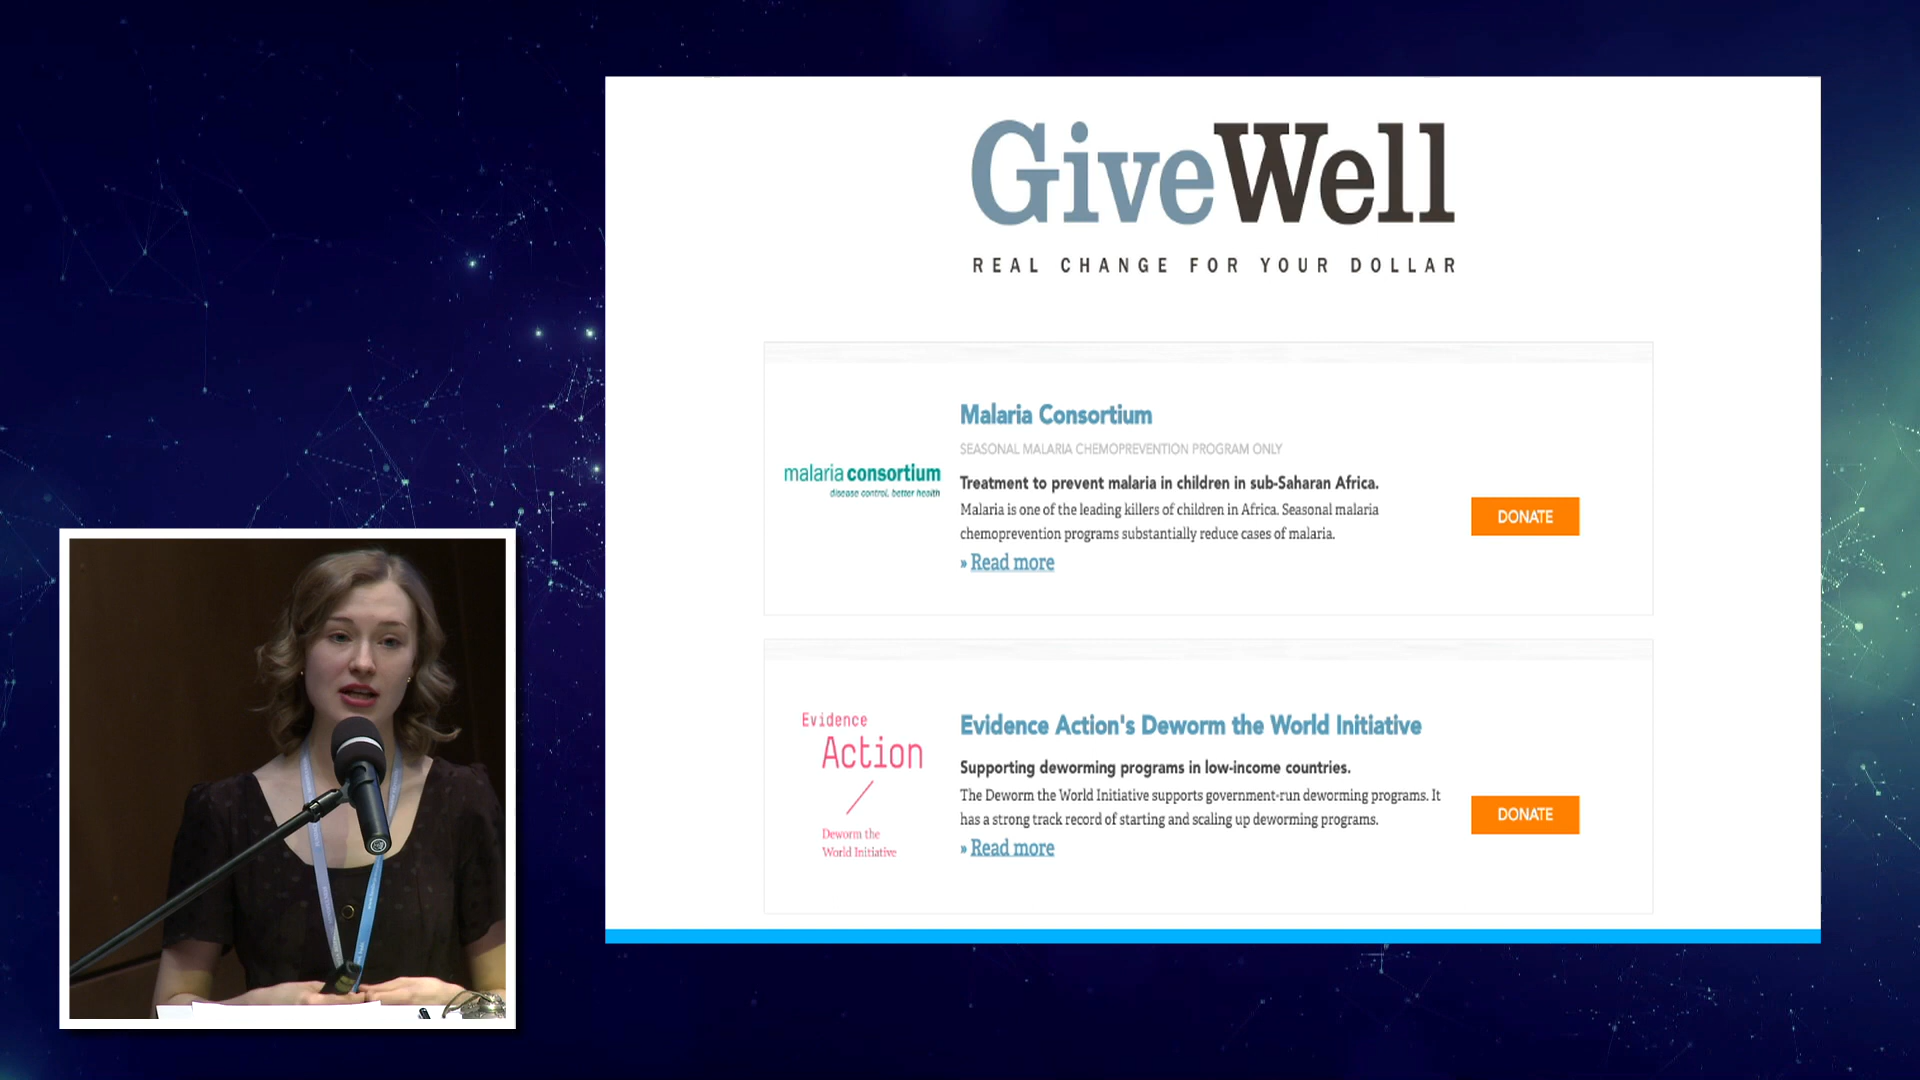 GiveWell
REAL CHANGE FOR YOUR DOLLAR
malaria consortium
disease control, better health
Malaria Consortium
SEASONAL MALARIA CHEMOPREVENTION PROGRAM ONLY
Treatment to prevent malaria in children in sub-Saharan Africa.
Malaria is one of the leading killers of children in Africa. Seasonal malaria
chemoprevention programs substantially reduce cases of malaria.
» Read more
DONATE
Evidence
Action
Deworm the
World Initiative
Evidence Action's Deworm the World Initiative
Supporting deworming programs in low-income countries.
The Deworm the World Initiative supports government-run deworming programs. It
has a strong track record of starting and scaling up deworming programs.
» Read more
DONATE